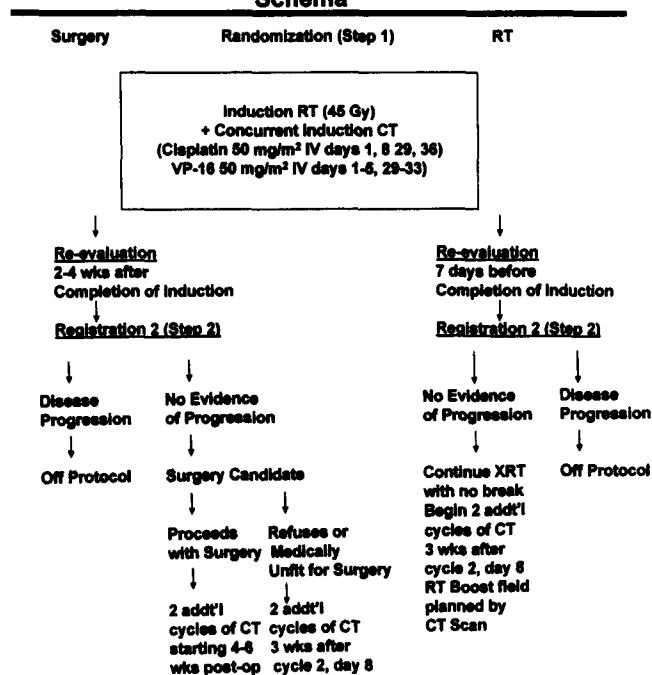 Schema
Surgery Randomization (Step 1) RT
Induction RT (45 Gy)
+ Concurrent Induction CT
(Cisplatin 50 mg/m² IV days 1, 8 29, 36)
VP-16 50 mg/m² IV days 1-5, 29-33)
Re-evaluation
2-4 wks after
Completion of Induction
Registration 2 (Step 2)
Re-evaluation
7 days before
Completion of Induction
Registration 2 (Step 2)
Disease
Progression
Off Protocol
No Evidence
of Progression
Surgery Candidate
Proceeds
with Surgery
2 addt'l
cycles of CT
starting 4-6
wks post-op
Refuses or
Medically
Unfit for Surgery
2 addt'l
cycles of CT
3 wks after
cycle 2, day 8
No Evidence
of Progression
Continue XRT
with no break
Begin 2 addt'l
cycles of CT
3 wks after
cycle 2, day 8
RT Boost field
planned by
CT Scan
Disease
Progression
Off Protocol